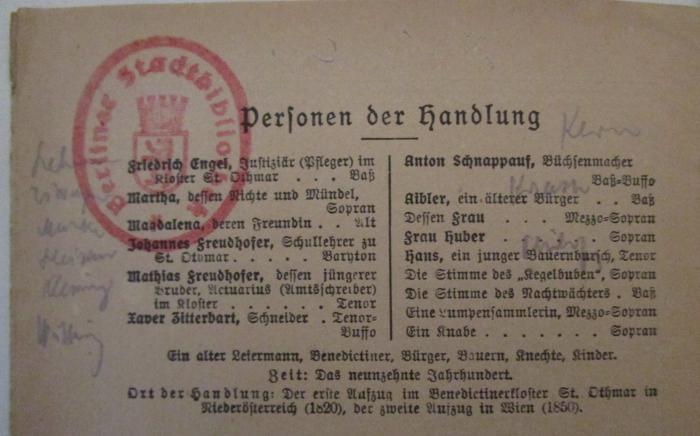 Berliner Stadtbibliothek
Personen der Handlung
Kern
Friedrich Engel, Justiziär (Pfleger) im
Kloster St. Othmar . . . Baß
Martha, dessen Nichte und Mündel,
Sopran
Magdalena, deren Freundin . . Alt
Johannes Freudhofer, Schullehrer zu
St. Othmar . . . . . Baryton
Mathias Freudhofer, dessen jüngerer
Bruder, Actuarius (Amtsschreiber)
im Kloster . . . . . . Tenor
Xaver Zitterbart, Schneider . Tenor-
Buffo
Anton Schnappauf, Büchsenmacher
Baß-Buffo
Aibler, ein älterer Bürger . . Baß
Dessen Frau . . . Mezzo-Sopran
Frau Huber . . . . . Sopran
Hans, ein junger Bauernbursch, Tenor
Die Stimme des „Kegelbuben“, Sopran
Die Stimme des Nachtwächters . Baß
Eine Lumpensammlerin, Mezzo-Sopran
Ein Knabe . . . . . . . Sopran
Ein alter Leiermann, Benedictiner, Bürger, Bauern, Knechte, Kinder.
Zeit: Das neunzehnte Jahrhundert.
Ort der Handlung: Der erste Aufzug im Benedictinerkloster St. Othmar in
Niederösterreich (1820), der zweite Aufzug in Wien (1850).